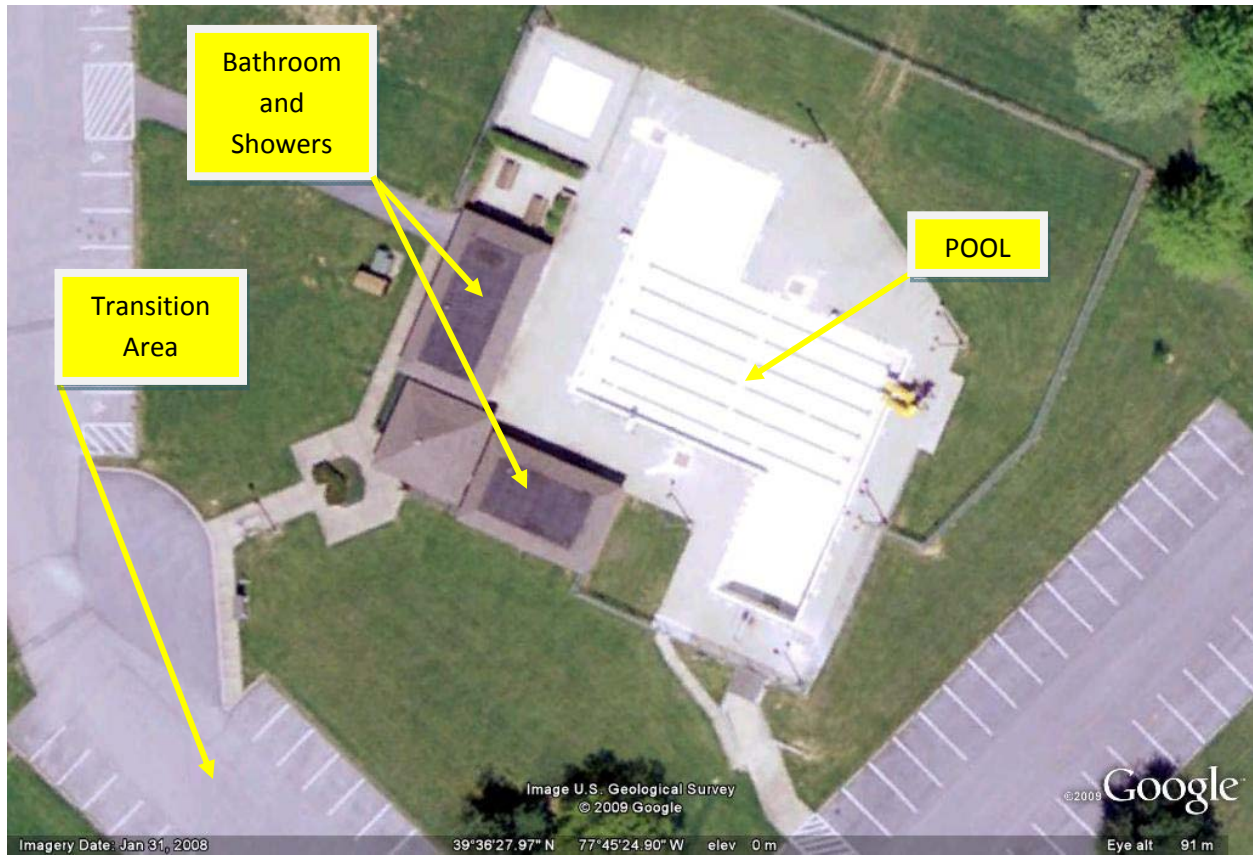 Bathroom
and
Showers
POOL
Transition
Area
Image U.S. Geological Survey
© 2009 Google
©2009 Google
Imagery Date: Jan 31, 2008 39°36'27.97" N 77°45'24.90" W elev 0 m Eye alt 91 m